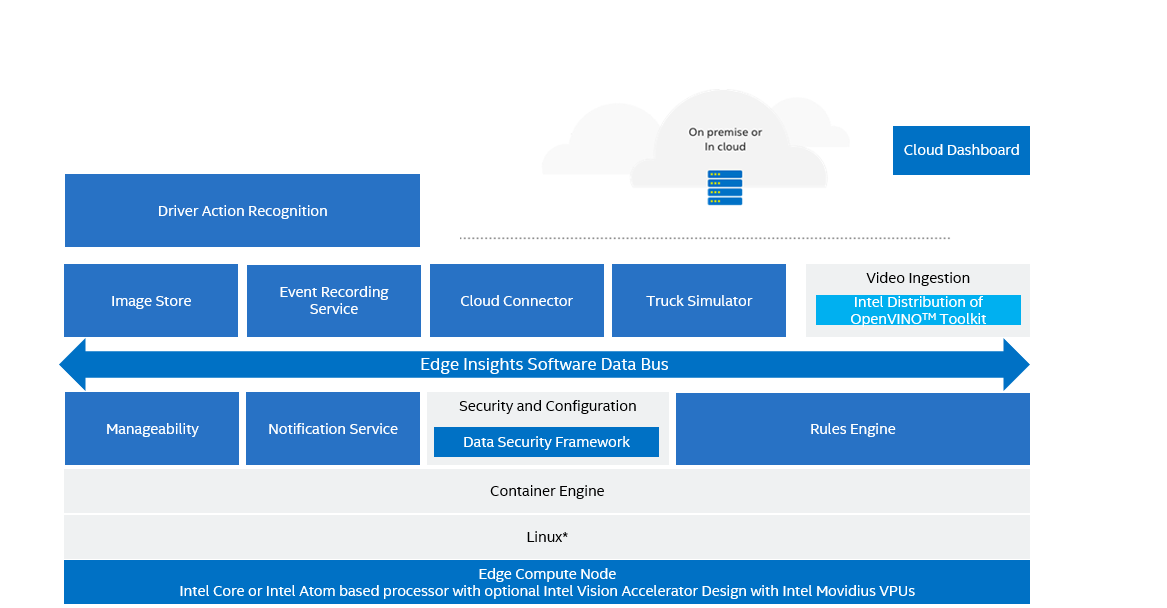 On premise or
In cloud
Cloud Dashboard
Driver Action Recognition
Image Store
Event Recording
Service
Cloud Connector
Truck Simulator
Video Ingestion
Intel Distribution of
OpenVINO™ Toolkit
Edge Insights Software Data Bus
Manageability
Notification Service
Security and Configuration
Data Security Framework
Rules Engine
Container Engine
Linux*
Edge Compute Node
Intel Core or Intel Atom based processor with optional Intel Vision Accelerator Design with Intel Movidius VPUs